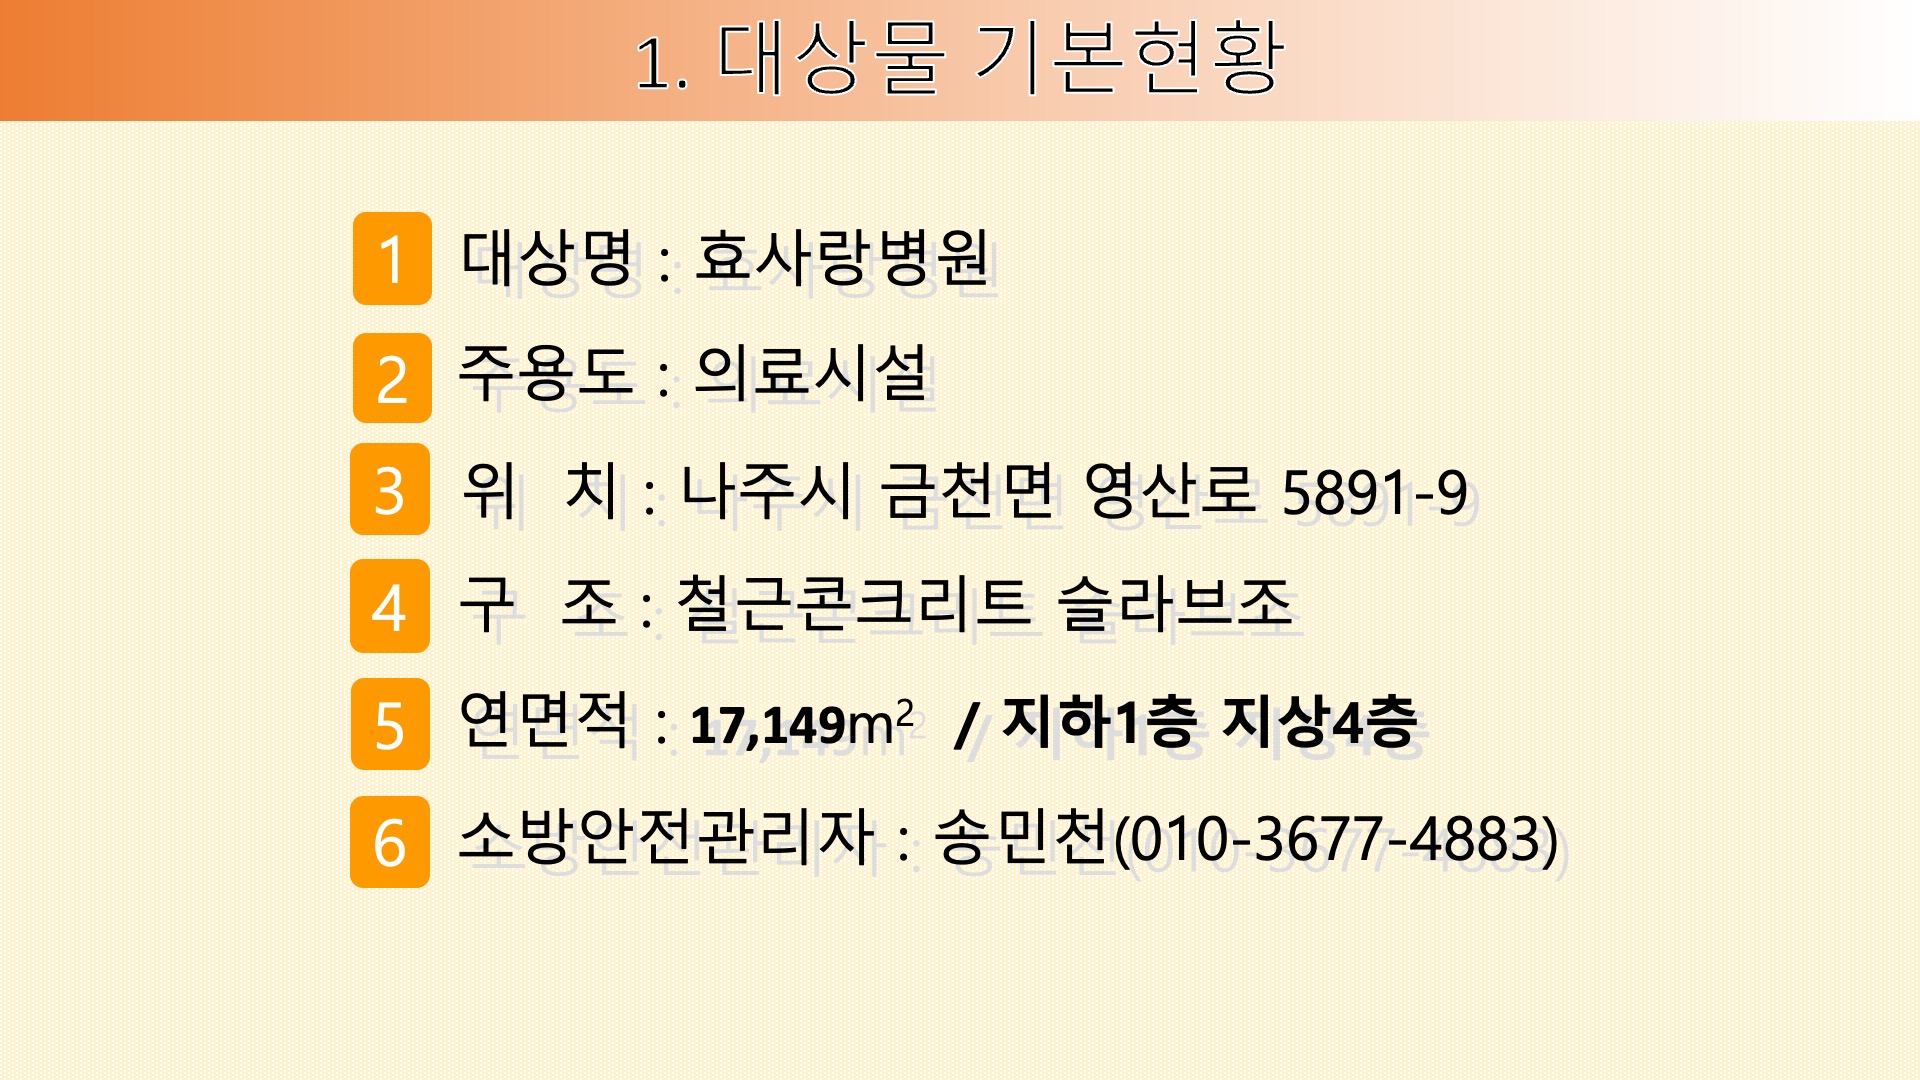 1. 대상물 기본현황
1 대상명 : 효사랑병원
2 주용도 : 의료시설
3 위 치 : 나주시 금천면 영산로 5891-9
4 구 조 : 철근콘크리트 슬라브조
5 연면적 : 17,149m² / 지하1층 지상4층
6 소방안전관리자 : 송민천(010-3677-4883)